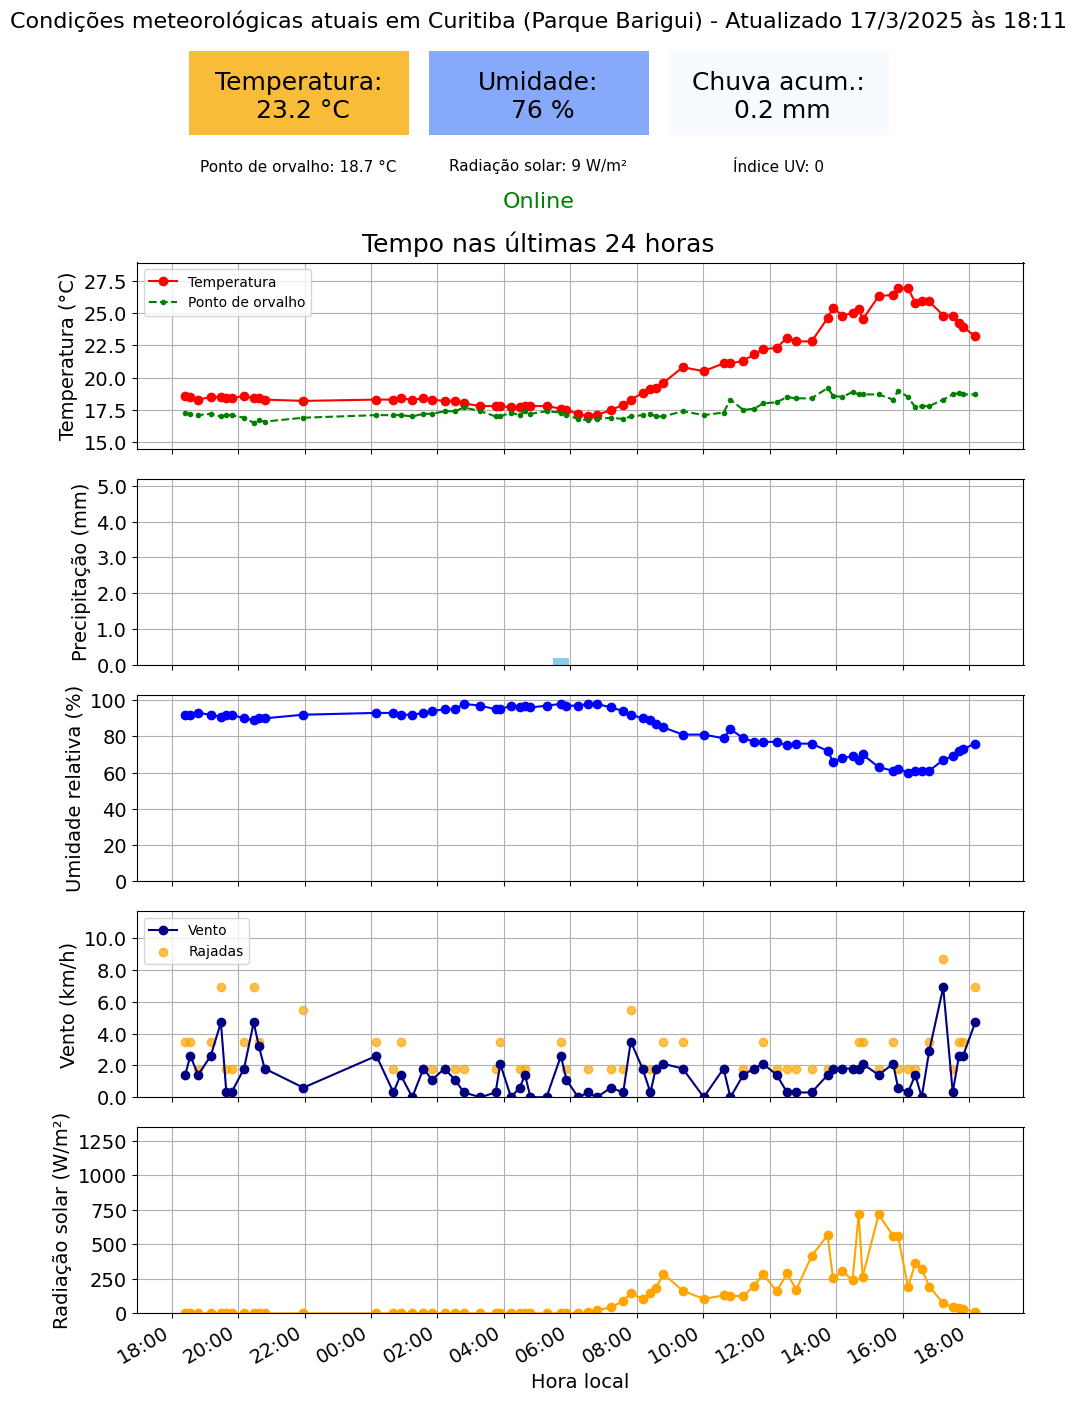 Condições meteorológicas atuais em Curitiba (Parque Barigui) - Atualizado 17/3/2025 às 18:11
Temperatura:
23.2 °C
Umidade:
76 %
Chuva acum.:
0.2 mm
Ponto de orvalho: 18.7 °C
Radiação solar: 9 W/m²
Índice UV: 0
Online
Tempo nas últimas 24 horas
Temperatura (°C)
27.5
25.0
22.5
20.0
17.5
15.0
Temperatura
Ponto de orvalho
Precipitação (mm)
5.0
4.0
3.0
2.0
1.0
0.0
Umidade relativa (%)
100
80
60
40
20
0
Vento (km/h)
10.0
8.0
6.0
4.0
2.0
0.0
Vento
Rajadas
Radiação solar (W/m²)
1250
1000
750
500
250
0
18:00
20:00
22:00
00:00
02:00
04:00
06:00
08:00
10:00
12:00
14:00
16:00
18:00
Hora local